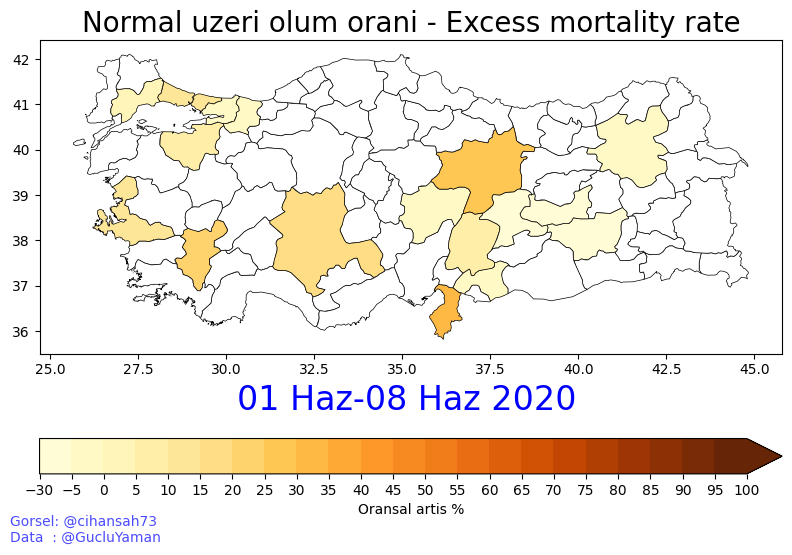 Normal uzeri olum orani - Excess mortality rate
42
41
40
39
38
37
36
25.0 27.5 30.0 32.5 35.0 37.5 40.0 42.5 45.0
01 Haz-08 Haz 2020
−30 −5 0 5 10 15 20 25 30 35 40 45 50 55 60 65 70 75 80 85 90 95 100
Oransal artis %
Gorsel: @cihansah73
Data : @GucluYaman